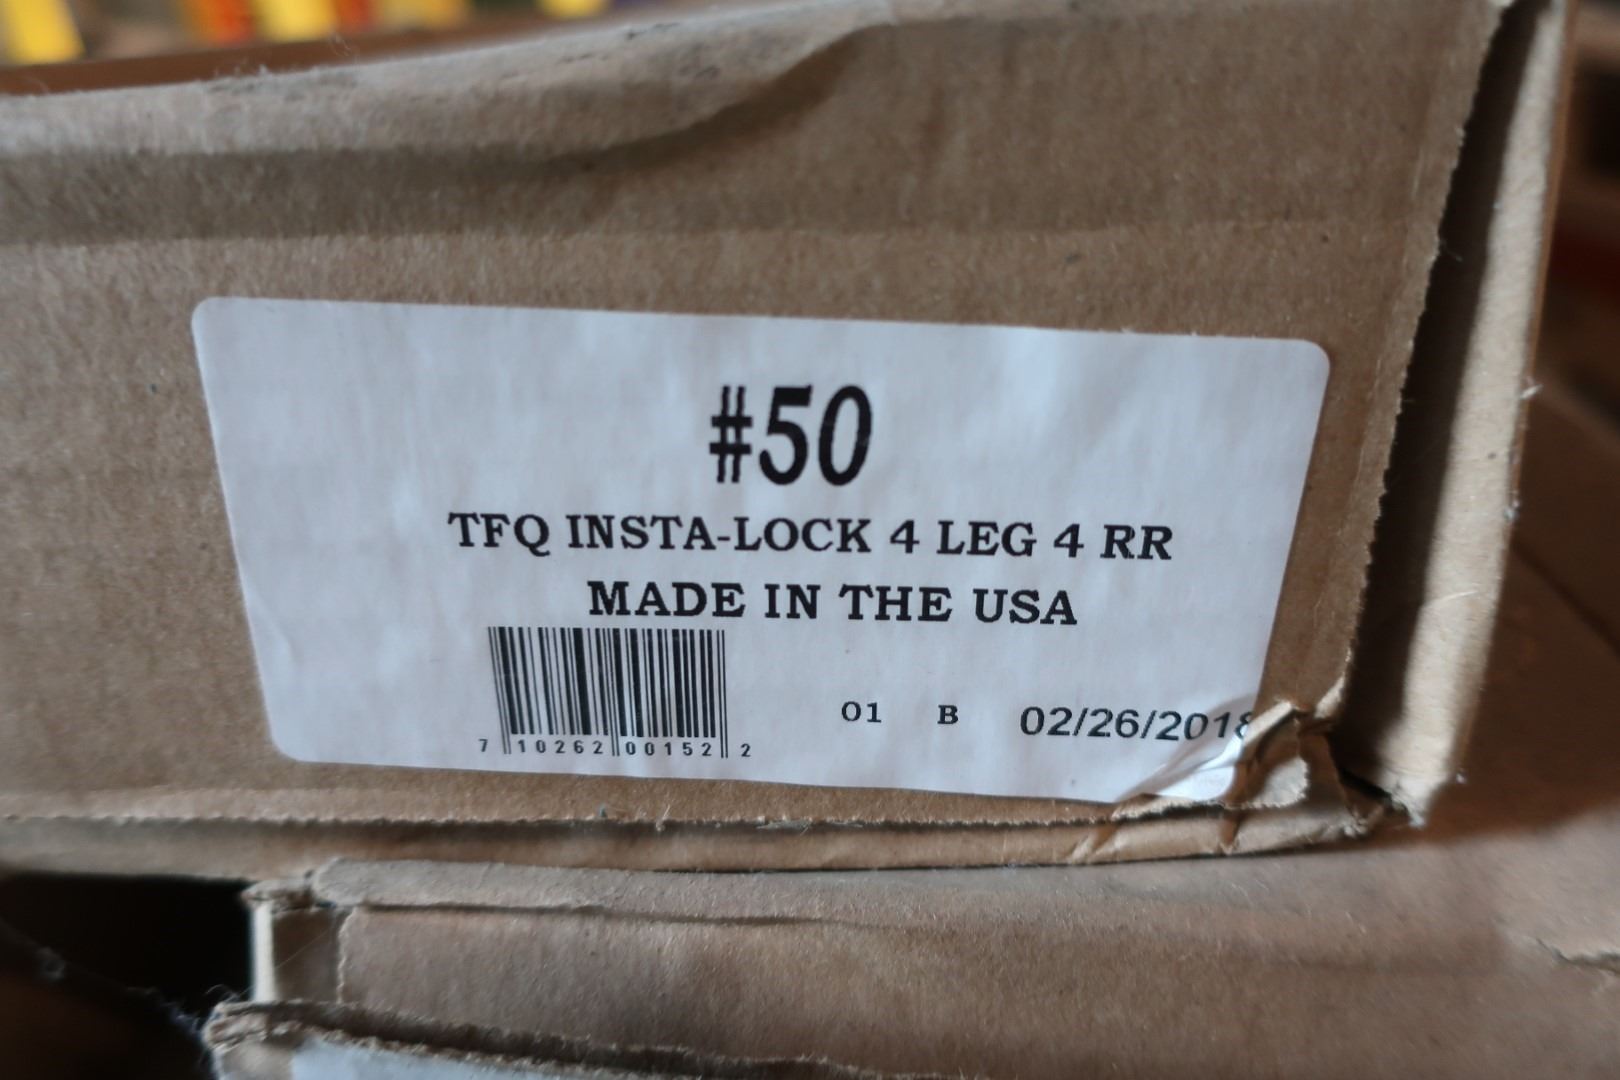 #50
TFQ INSTA-LOCK 4 LEG 4 RR
MADE IN THE USA
01 B 02/26/2018
7 10262 00152 2